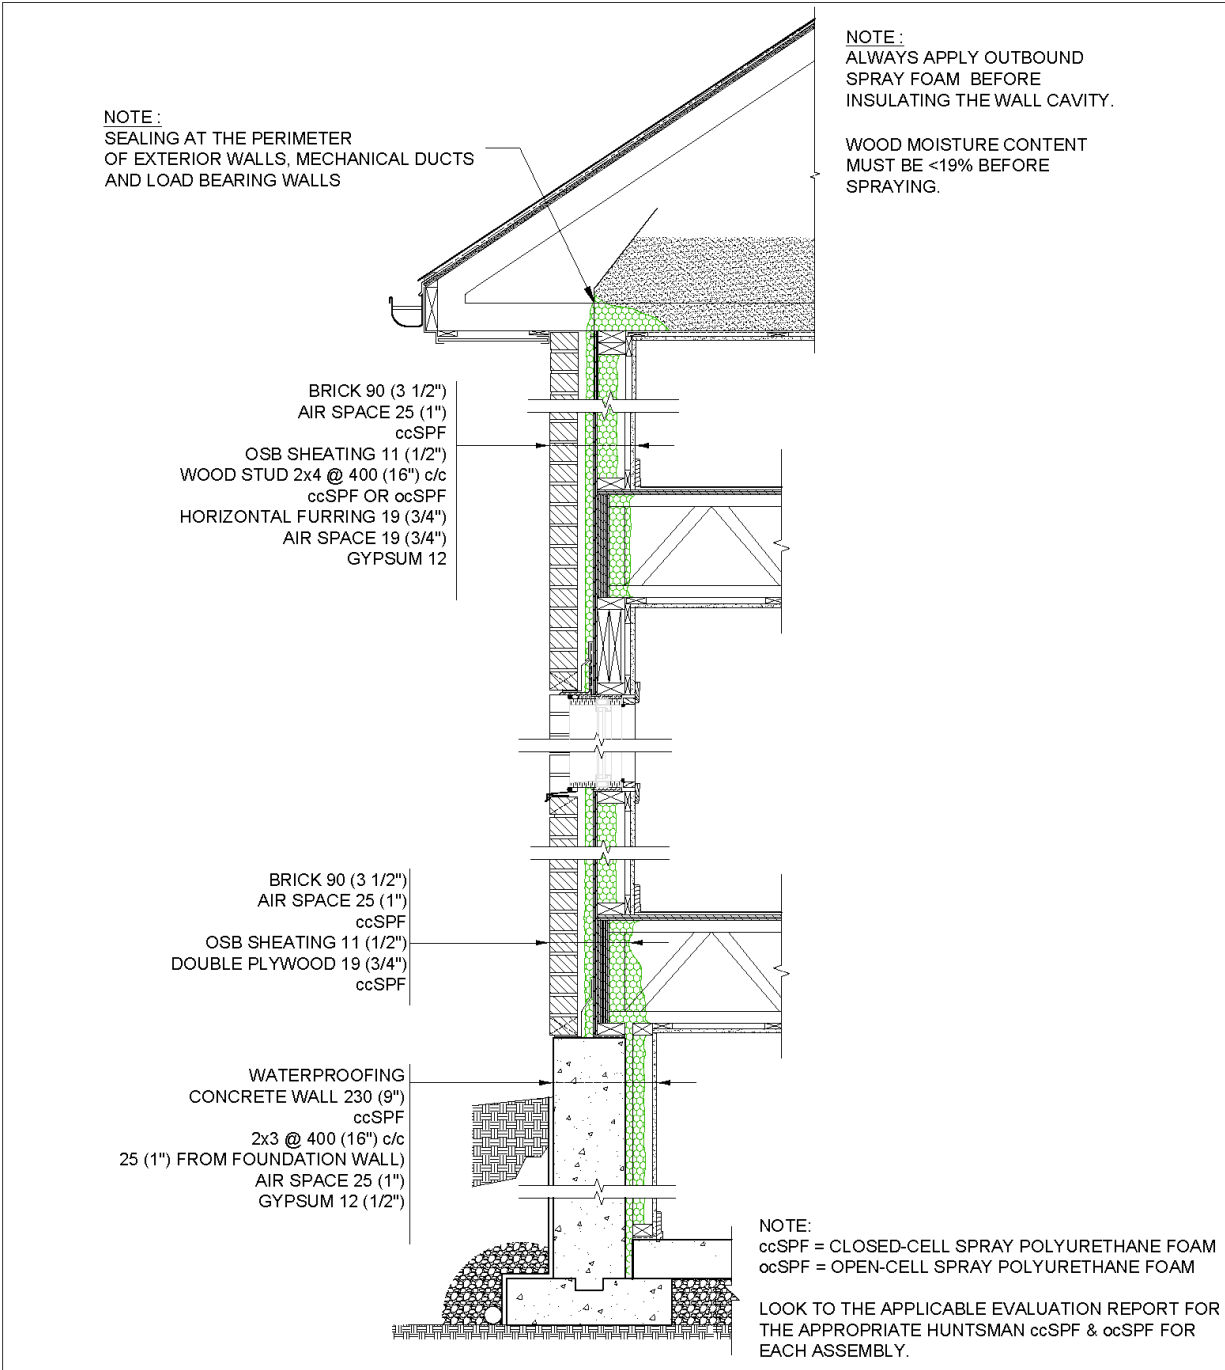 NOTE :
SEALING AT THE PERIMETER
OF EXTERIOR WALLS, MECHANICAL DUCTS
AND LOAD BEARING WALLS
NOTE :
ALWAYS APPLY OUTBOUND
SPRAY FOAM BEFORE
INSULATING THE WALL CAVITY.
WOOD MOISTURE CONTENT
MUST BE <19% BEFORE
SPRAYING.
BRICK 90 (3 1/2")
AIR SPACE 25 (1")
ccSPF
OSB SHEATING 11 (1/2")
WOOD STUD 2x4 @ 400 (16") c/c
ccSPF OR ocSPF
HORIZONTAL FURRING 19 (3/4")
AIR SPACE 19 (3/4")
GYPSUM 12
BRICK 90 (3 1/2")
AIR SPACE 25 (1")
ccSPF
OSB SHEATING 11 (1/2")
DOUBLE PLYWOOD 19 (3/4")
ccSPF
WATERPROOFING
CONCRETE WALL 230 (9")
ccSPF
2x3 @ 400 (16") c/c
25 (1") FROM FOUNDATION WALL)
AIR SPACE 25 (1")
GYPSUM 12 (1/2")
NOTE:
ccSPF = CLOSED-CELL SPRAY POLYURETHANE FOAM
ocSPF = OPEN-CELL SPRAY POLYURETHANE FOAM
LOOK TO THE APPLICABLE EVALUATION REPORT FOR
THE APPROPRIATE HUNTSMAN ccSPF & ocSPF FOR
EACH ASSEMBLY.